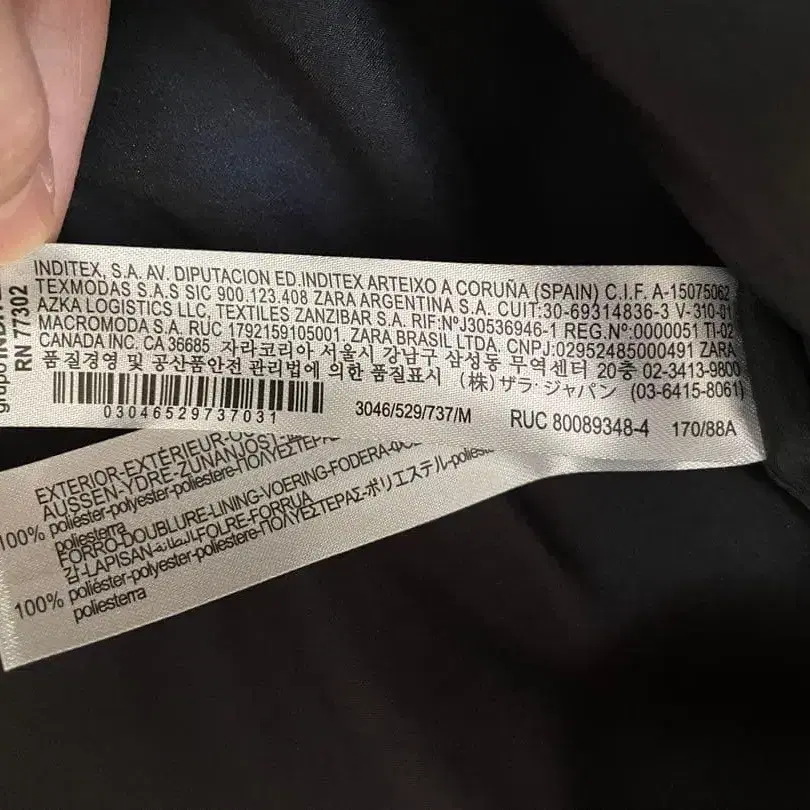 grupo
RN 77302
INDITEX, S.A. AV. DIPUTACION ED.INDITEX ARTEIXO A CORUÑA (SPAIN) C.I.F. A-15075062
TEXMODAS S.A.S SIC 900.123.408 ZARA ARGENTINA S.A. CUIT:30-69314836-3 V-310-01
AZKA LOGISTICS LLC, TEXTILES ZANZIBAR S.A. RIF:NºJ30536946-1 REG.Nº:0000051 TI-02
MACROMODA S.A. RUC 1792159105001, ZARA BRASIL LTDA. CNPJ:02952485000491 ZARA
CANADA INC. CA 36685 자라코리아 서울시 강남구 삼성동 무역센터 20층 02-3413-9800
품질경영 및 공산품안전 관리법에 의한 품질표시 (株) ザラ・ジャパン (03-6415-8061)
03046529737031
3046/529/737/M RUC 80089348-4 170/88A
EXTERIOR-EXTÉRIEUR-
AUSSEN-YDRE-ZUNANJOST-
100% poliéster-polyester-poliestere-ΠΟΛΥΕΣΤΕΡΑΣ-ポリエステル-
poliesterra
FORRO-DOUBLURE-LINING-VOERING-FODERA-
감-LAPISAN-البطانة-FOLRE-FORRUA
100% poliéster-polyester-poliestere-ΠΟΛΥΕΣΤΕΡΑΣ-ポリエステル-
poliesterra